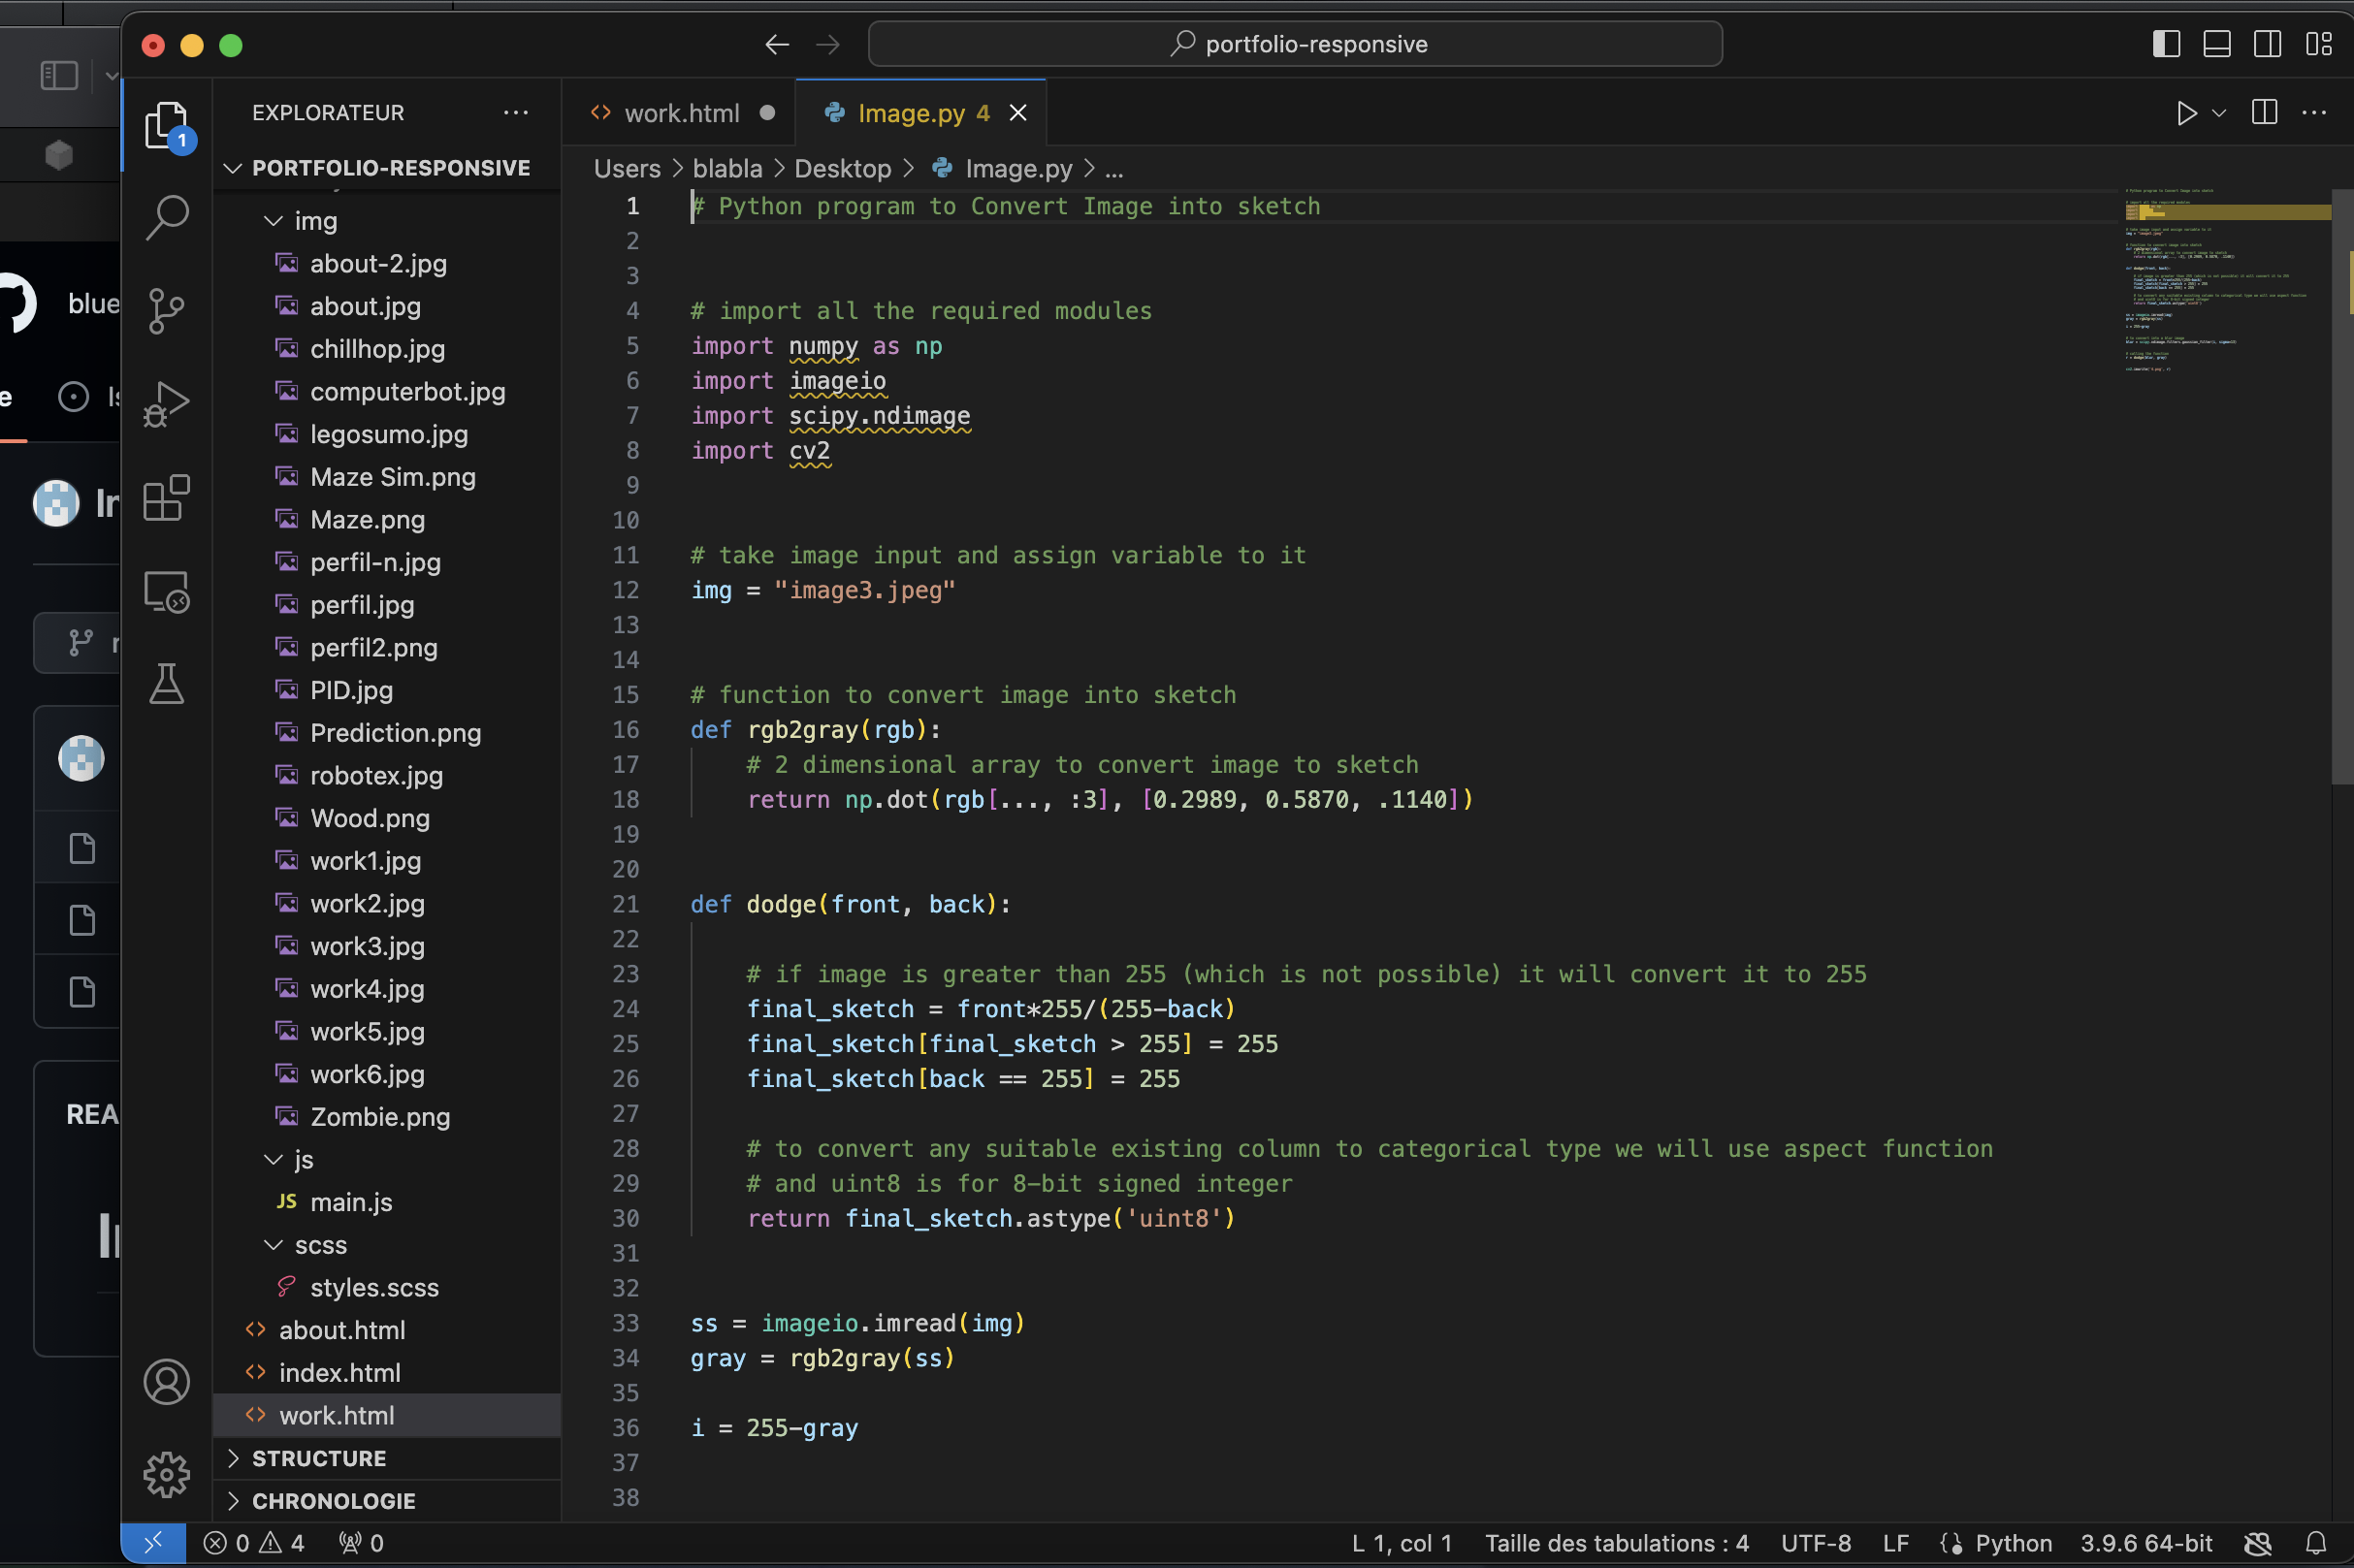 portfolio-responsive
EXPLORATEUR
work.html
Image.py 4
1
PORTFOLIO-RESPONSIVE
Users > blabla > Desktop > Image.py > ...
img
about-2.jpg
about.jpg
chillhop.jpg
computerbot.jpg
legosumo.jpg
Maze Sim.png
Maze.png
perfil-n.jpg
perfil.jpg
perfil2.png
PID.jpg
Prediction.png
robotex.jpg
Wood.png
work1.jpg
work2.jpg
work3.jpg
work4.jpg
work5.jpg
work6.jpg
Zombie.png
js
JS main.js
scss
styles.scss
about.html
index.html
work.html
STRUCTURE
CHRONOLOGIE
1 # Python program to Convert Image into sketch
2
3
4 # import all the required modules
5 import numpy as np
6 import imageio
7 import scipy.ndimage
8 import cv2
9
10
11 # take image input and assign variable to it
12 img = "image3.jpeg"
13
14
15 # function to convert image into sketch
16 def rgb2gray(rgb):
17 # 2 dimensional array to convert image to sketch
18 return np.dot(rgb[..., :3], [0.2989, 0.5870, .1140])
19
20
21 def dodge(front, back):
22
23 # if image is greater than 255 (which is not possible) it will convert it to 255
24 final_sketch = front*255/(255-back)
25 final_sketch[final_sketch > 255] = 255
26 final_sketch[back == 255] = 255
27
28 # to convert any suitable existing column to categorical type we will use aspect function
29 # and uint8 is for 8-bit signed integer
30 return final_sketch.astype('uint8')
31
32
33 ss = imageio.imread(img)
34 gray = rgb2gray(ss)
35
36 i = 255-gray
37
38
0 4 0
L 1, col 1 Taille des tabulations : 4 UTF-8 LF Python 3.9.6 64-bit
blue
REA